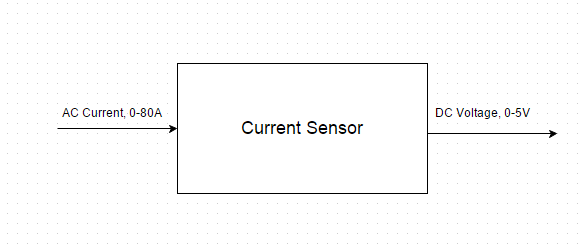 AC Current, 0-80A
Current Sensor
DC Voltage, 0-5V